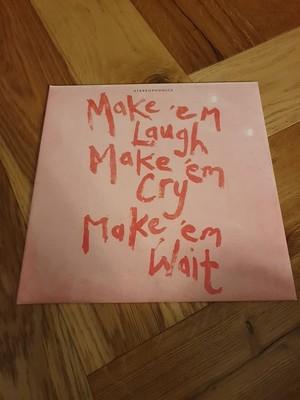 STEREOPHONICS
Make 'em
Laugh
Make 'em
Cry
Make 'em
Wait